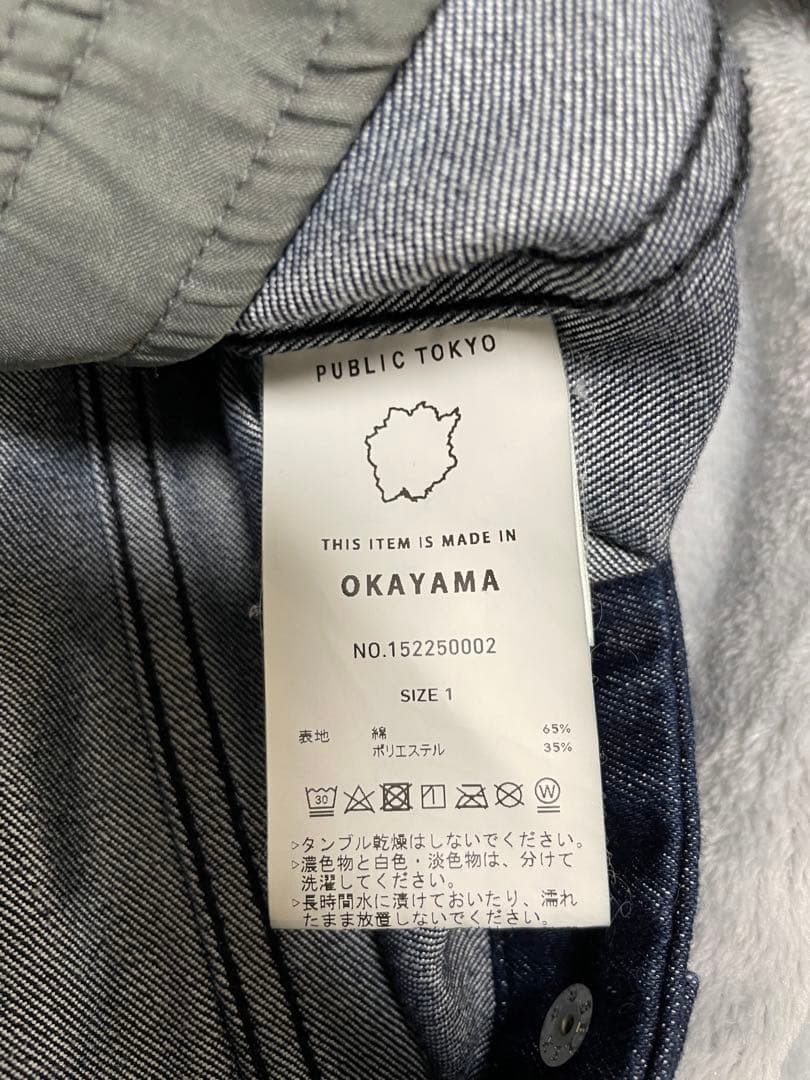 PUBLIC TOKYO
THIS ITEM IS MADE IN
OKAYAMA
NO.152250002
SIZE 1
表地 綿 65%
ポリエステル 35%
30 W
▷タンブル乾燥はしないでください。
▷濃色物と白色・淡色物は、分けて
洗濯してください。
▷長時間水に漬けておいたり、濡れ
たまま放置しないでください。